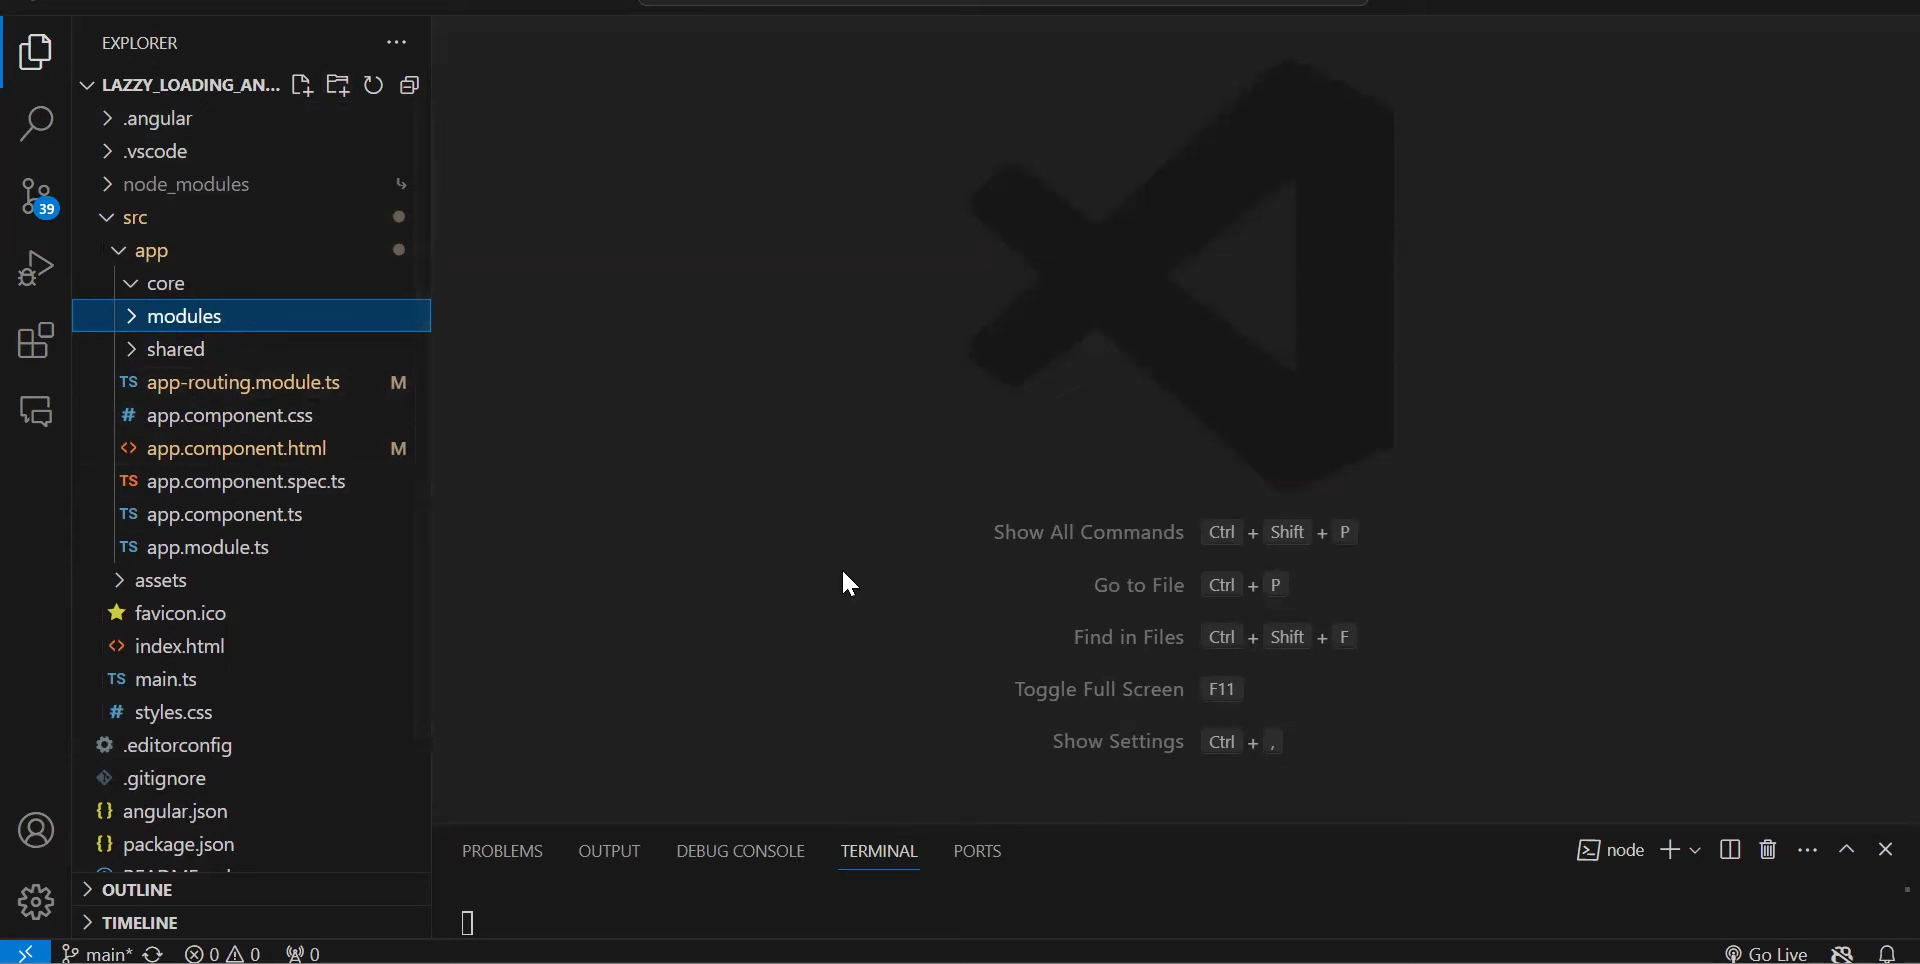 EXPLORER
LAZZY_LOADING_AN...
.angular
.vscode
node_modules
39
src
app
core
modules
shared
TS app-routing.module.ts M
# app.component.css
<> app.component.html M
TS app.component.spec.ts
TS app.component.ts
TS app.module.ts
assets
favicon.ico
<> index.html
TS main.ts
# styles.css
.editorconfig
.gitignore
{} angular.json
{} package.json
OUTLINE
TIMELINE
Show All Commands Ctrl + Shift + P
Go to File Ctrl + P
Find in Files Ctrl + Shift + F
Toggle Full Screen F11
Show Settings Ctrl + ,
PROBLEMS OUTPUT DEBUG CONSOLE TERMINAL PORTS
node
main* 0 0 0
Go Live